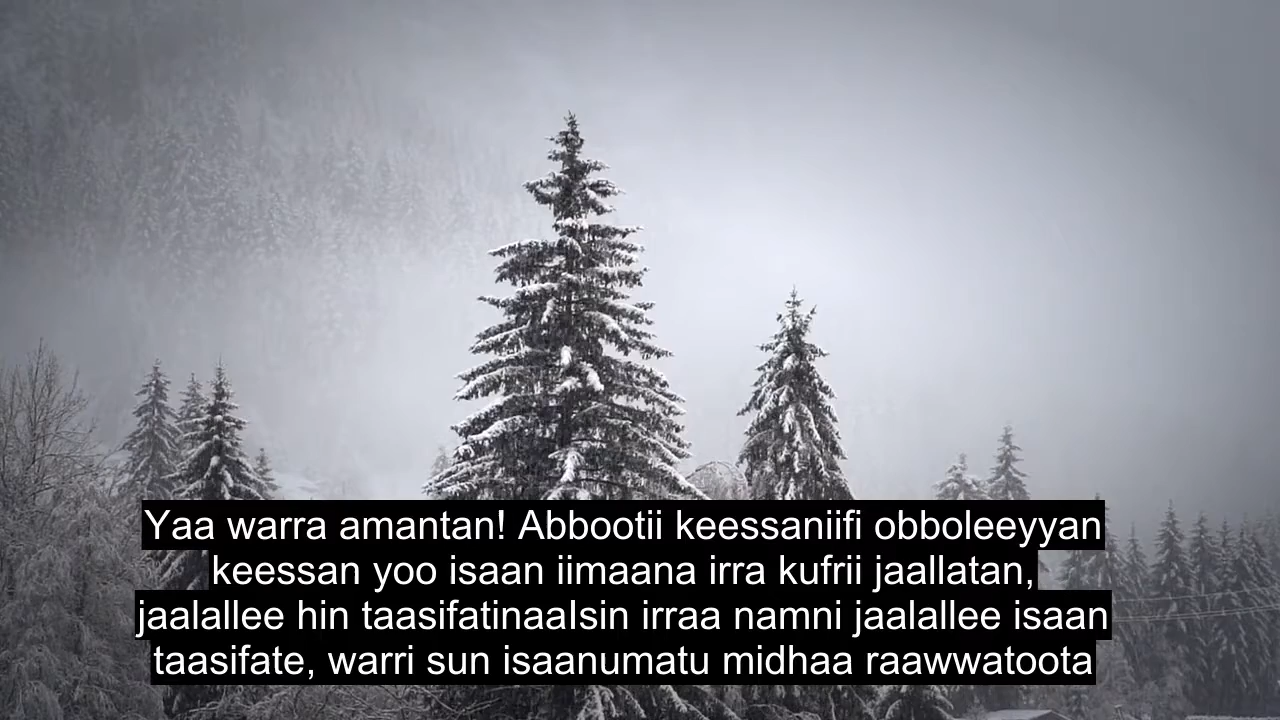 Yaa warra amantan! Abbootii keessaniifi obboleeyyan
keessan yoo isaan iimaana irra kufrii jaallatan,
jaalallee hin taasifatinaaIsin irraa namni jaalallee isaan
taasifate, warri sun isaanumatu midhaa raawwatoota